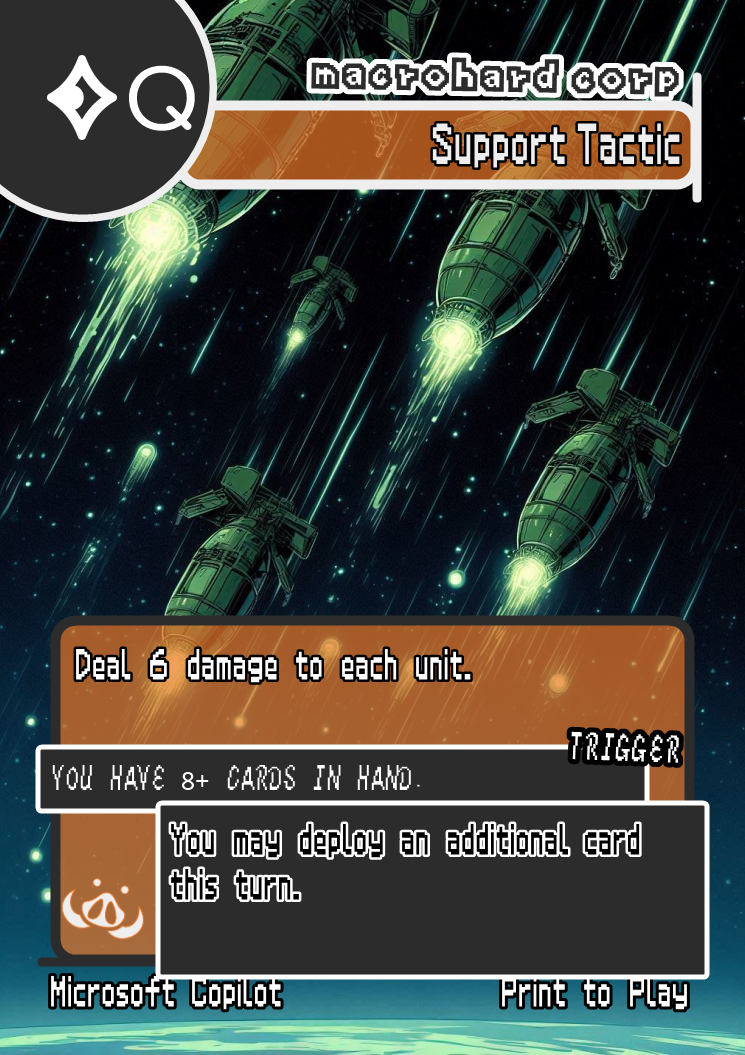 Q
macrohard corp
Support Tactic
Deal 6 damage to each unit.
TRIGGER
YOU HAVE 8+ CARDS IN HAND.
You may deploy an additional card
this turn.
Microsoft Copilot
Print to Play